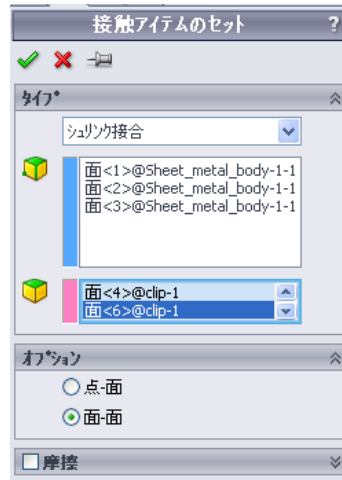 接触アイテムのセット ?
タイプ
シュリンク接合
面<1>@Sheet_metal_body-1-1
面<2>@Sheet_metal_body-1-1
面<3>@Sheet_metal_body-1-1
面<4>@clip-1
面<6>@clip-1
オプション
点-面
面-面
摩擦